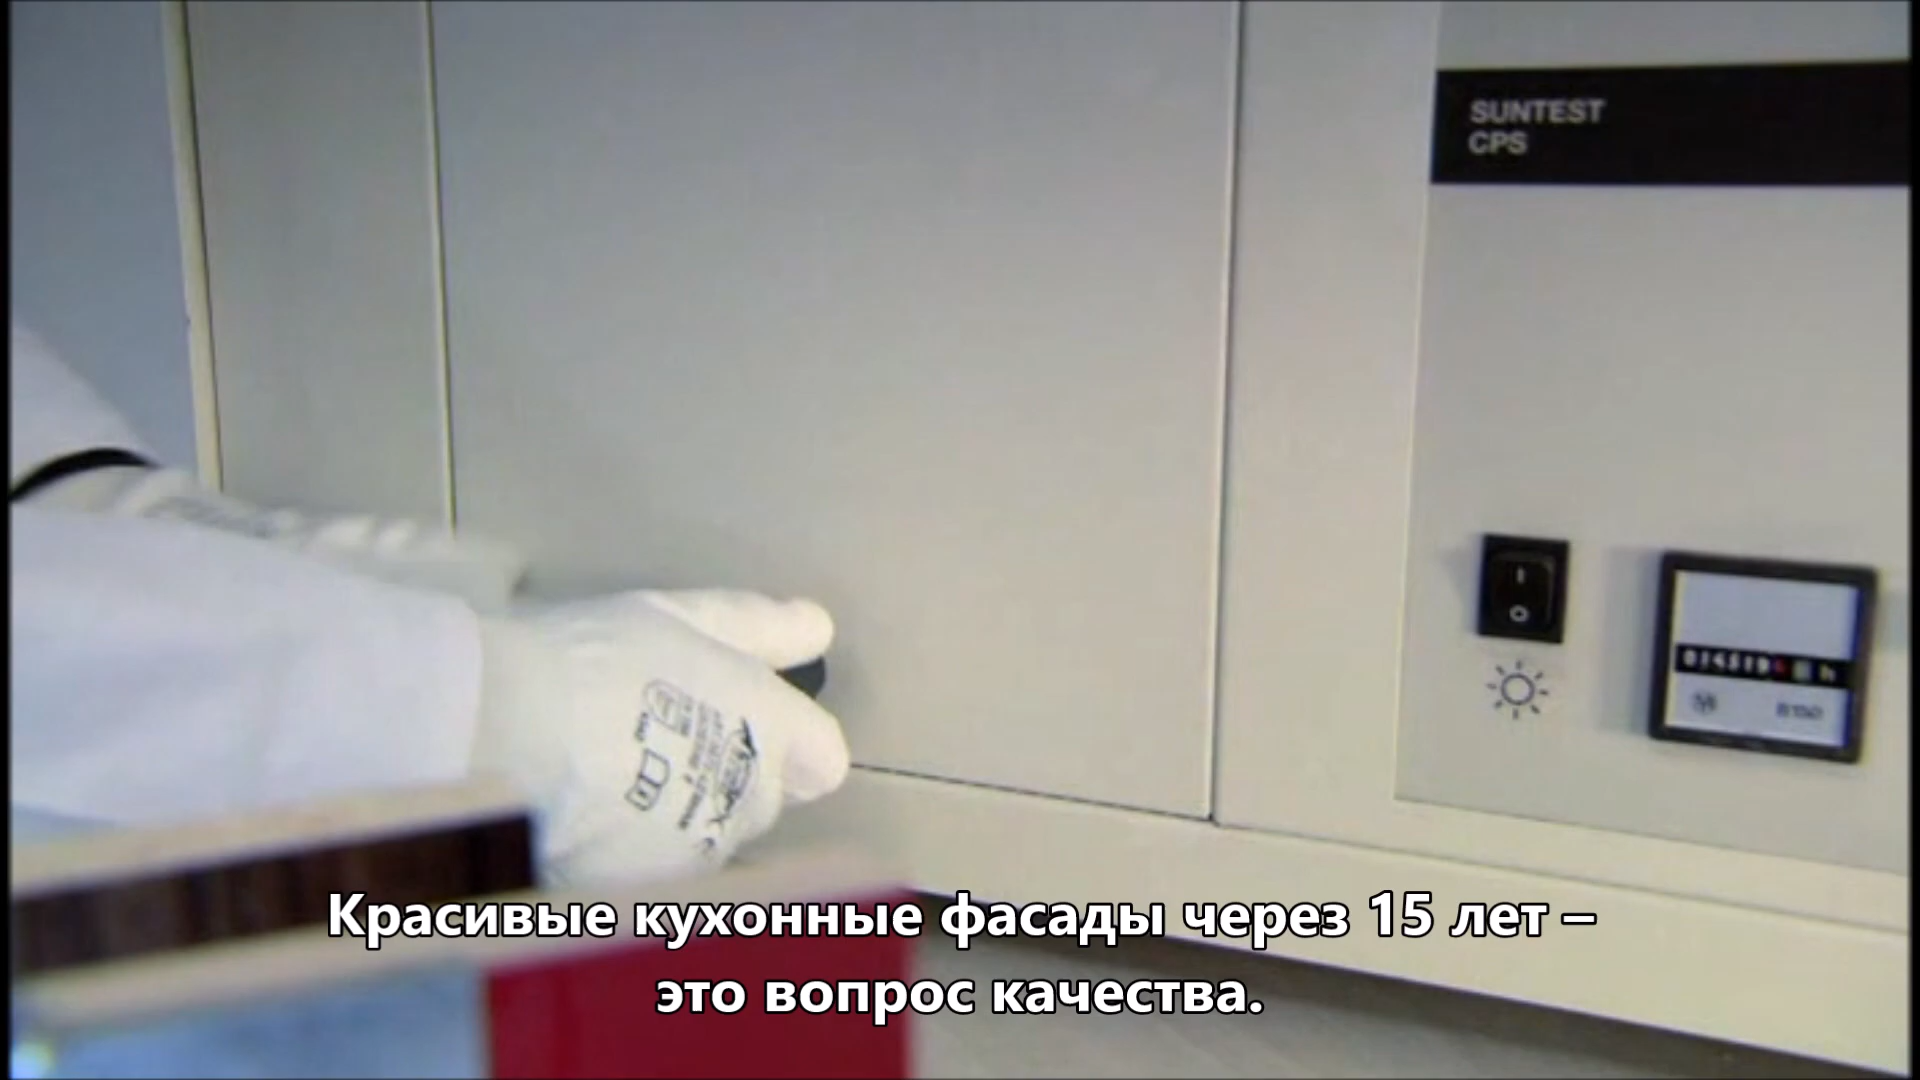 SUNTEST
CPS
Красивые кухонные фасады через 15 лет –
это вопрос качества.